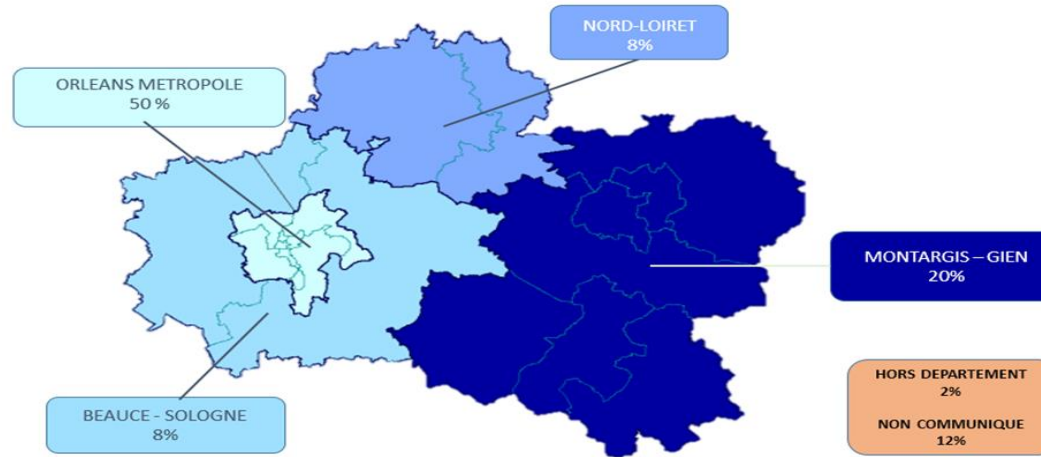 NORD-LOIRET
8%
ORLEANS METROPOLE
50 %
MONTARGIS – GIEN
20%
BEAUCE - SOLOGNE
8%
HORS DEPARTEMENT
2%
NON COMMUNIQUE
12%